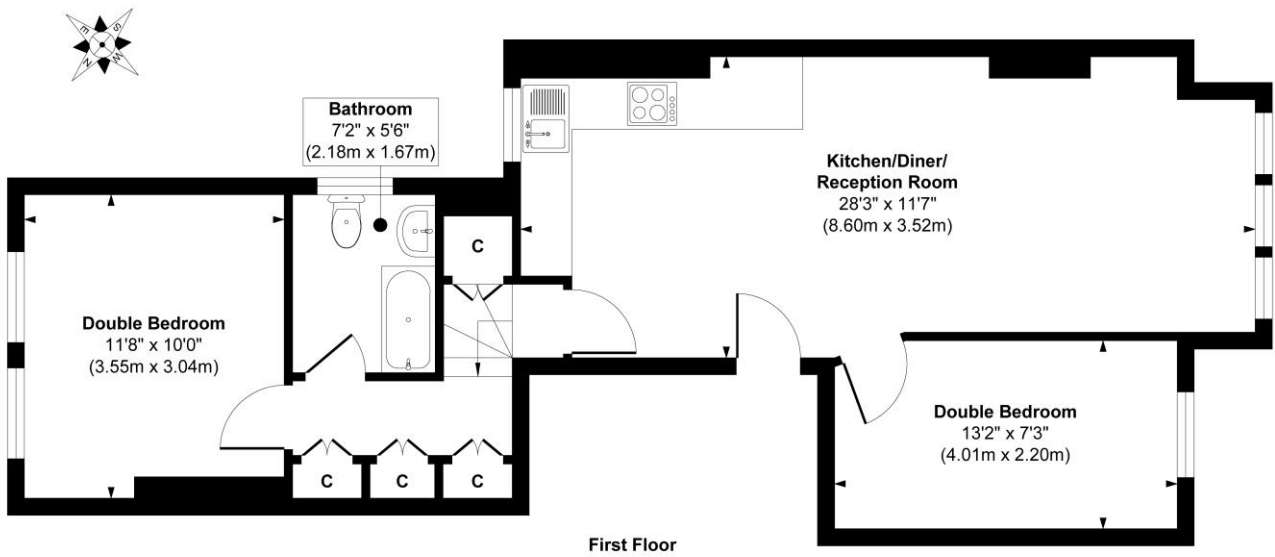 S
E
W
N
Bathroom
7'2" x 5'6"
(2.18m x 1.67m)
Kitchen/Diner/
Reception Room
28'3" x 11'7"
(8.60m x 3.52m)
C
Double Bedroom
11'8" x 10'0"
(3.55m x 3.04m)
Double Bedroom
13'2" x 7'3"
(4.01m x 2.20m)
C
C
C
First Floor